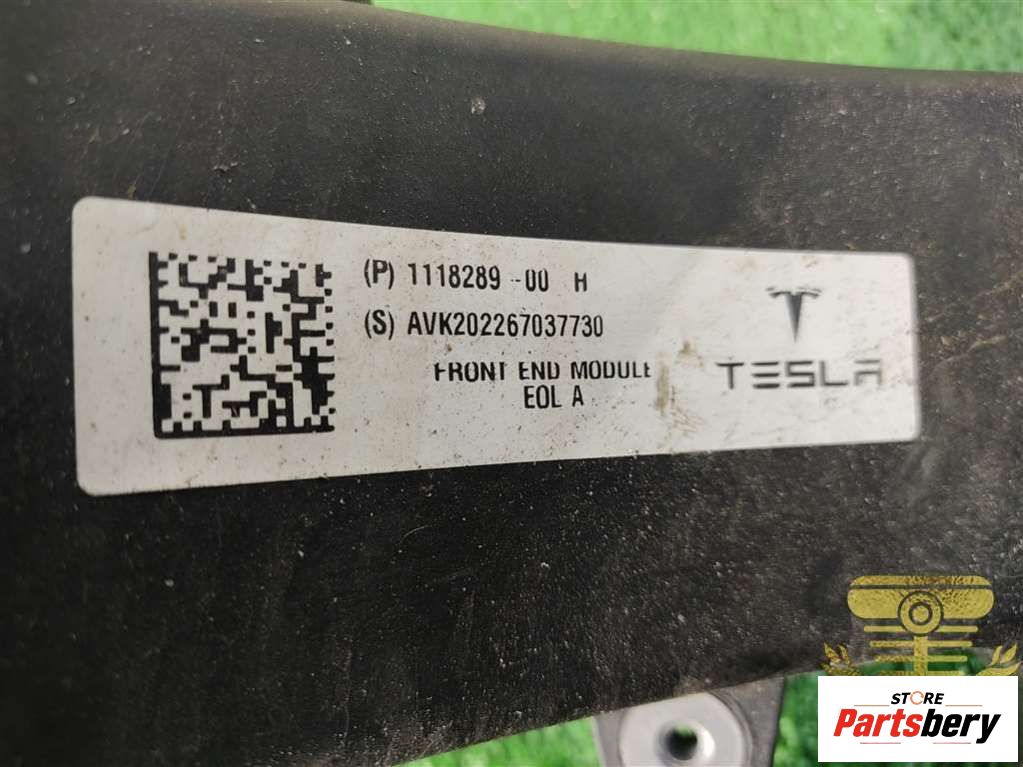 (P) 1118289-00 H
(S) AVK202267037730
FRONT END MODULE
EOL A
TESLA
STORE
Partsbery